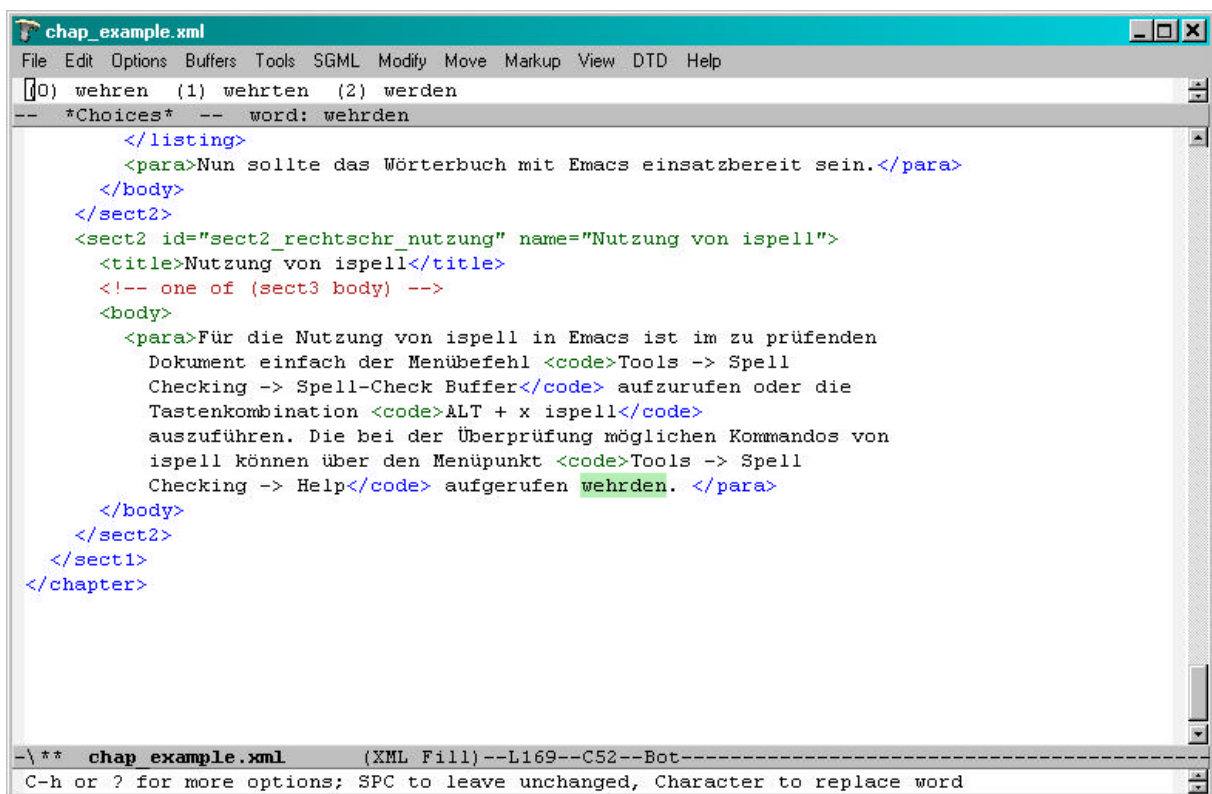 chap_example.xml
File Edit Options Buffers Tools SGML Modify Move Markup View DTD Help
(0) wehren (1) wehrten (2) werden
-- *Choices* -- word: wehrden
</listing>
<para>Nun sollte das Wörterbuch mit Emacs einsatzbereit sein.</para>
</body>
</sect2>
<sect2 id="sect2_rechtschr_nutzung" name="Nutzung von ispell">
<title>Nutzung von ispell</title>
<!-- one of (sect3 body) -->
<body>
<para>Für die Nutzung von ispell in Emacs ist im zu prüfenden
Dokument einfach der Menübefehl <code>Tools -> Spell
Checking -> Spell-Check Buffer</code> aufzurufen oder die
Tastenkombination <code>ALT + x ispell</code>
auszuführen. Die bei der Überprüfung möglichen Kommandos von
ispell können über den Menüpunkt <code>Tools -> Spell
Checking -> Help</code> aufgerufen wehrden. </para>
</body>
</sect2>
</sect1>
</chapter>
-\** chap_example.xml (XML Fill)--L169--C52--Bot-------------------------------------------
C-h or ? for more options; SPC to leave unchanged, Character to replace word